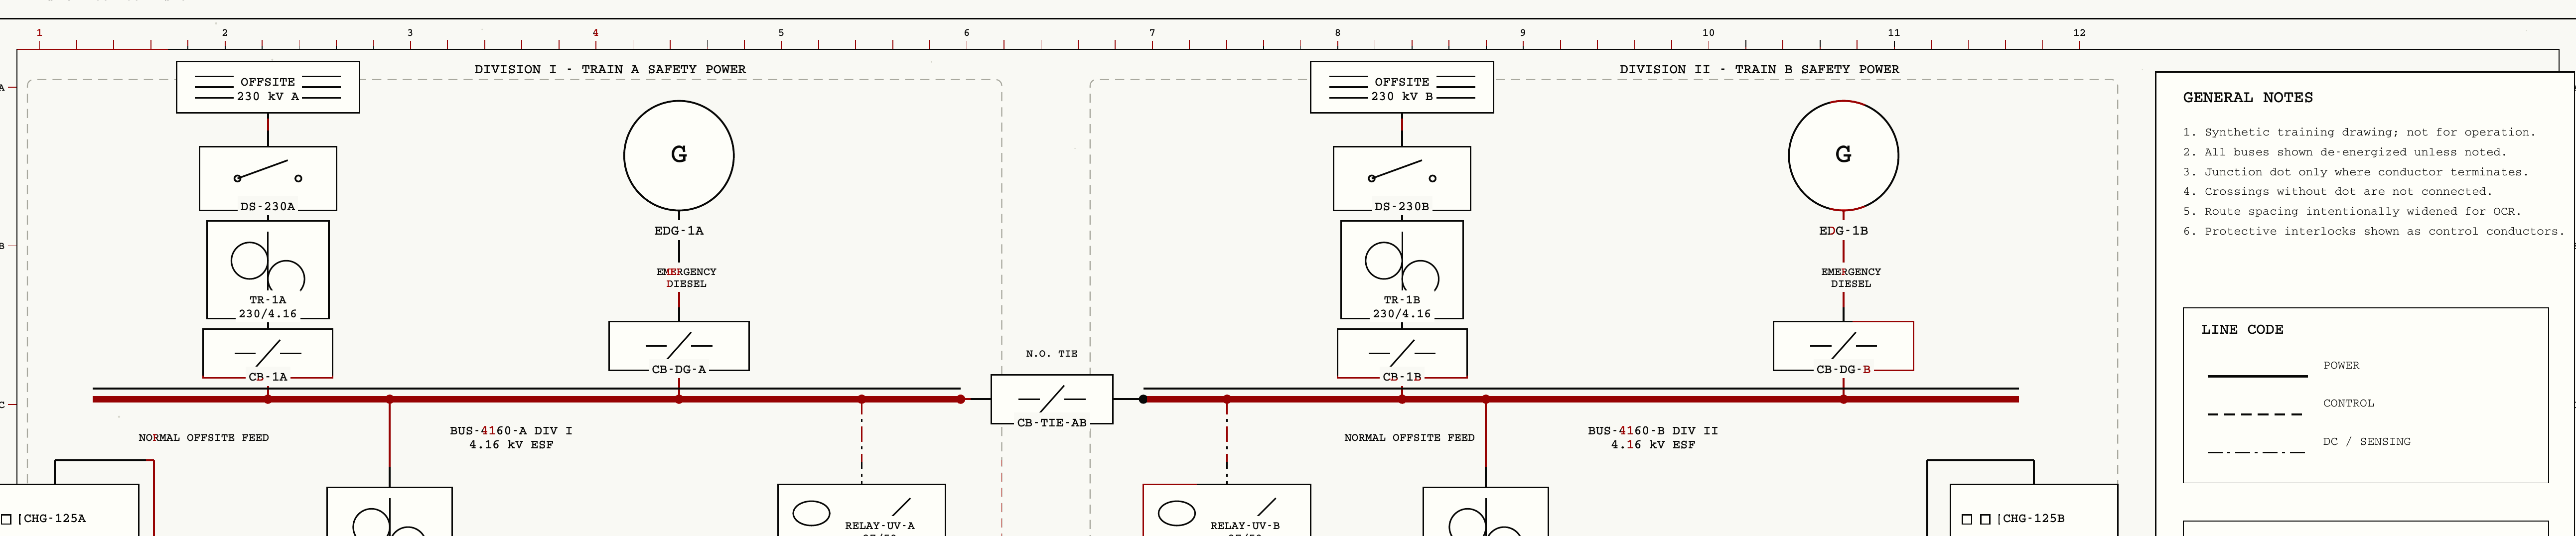 1 2 3 4 5 6 7 8 9 10 11 12
DIVISION I - TRAIN A SAFETY POWER
DIVISION II - TRAIN B SAFETY POWER
A
B
C
OFFSITE
230 kV A
DS-230A
TR-1A
230/4.16
CB-1A
G
EDG-1A
EMERGENCY
DIESEL
CB-DG-A
N.O. TIE
CB-TIE-AB
NORMAL OFFSITE FEED
BUS-4160-A DIV I
4.16 kV ESF
CHG-125A
RELAY-UV-A
OFFSITE
230 kV B
DS-230B
TR-1B
230/4.16
CB-1B
G
EDG-1B
EMERGENCY
DIESEL
CB-DG-B
NORMAL OFFSITE FEED
BUS-4160-B DIV II
4.16 kV ESF
RELAY-UV-B
CHG-125B
GENERAL NOTES
1. Synthetic training drawing; not for operation.
2. All buses shown de-energized unless noted.
3. Junction dot only where conductor terminates.
4. Crossings without dot are not connected.
5. Route spacing intentionally widened for OCR.
6. Protective interlocks shown as control conductors.
LINE CODE
POWER
CONTROL
DC / SENSING